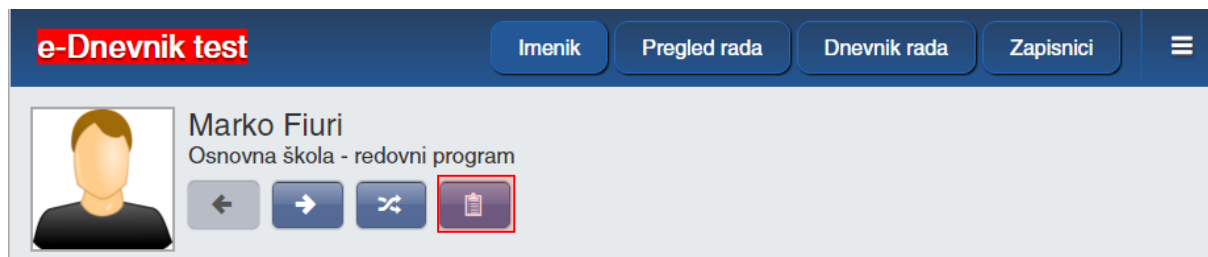 e-Dnevnik test
Imenik
Pregled rada
Dnevnik rada
Zapisnici
Marko Fiuri
Osnovna škola - redovni program